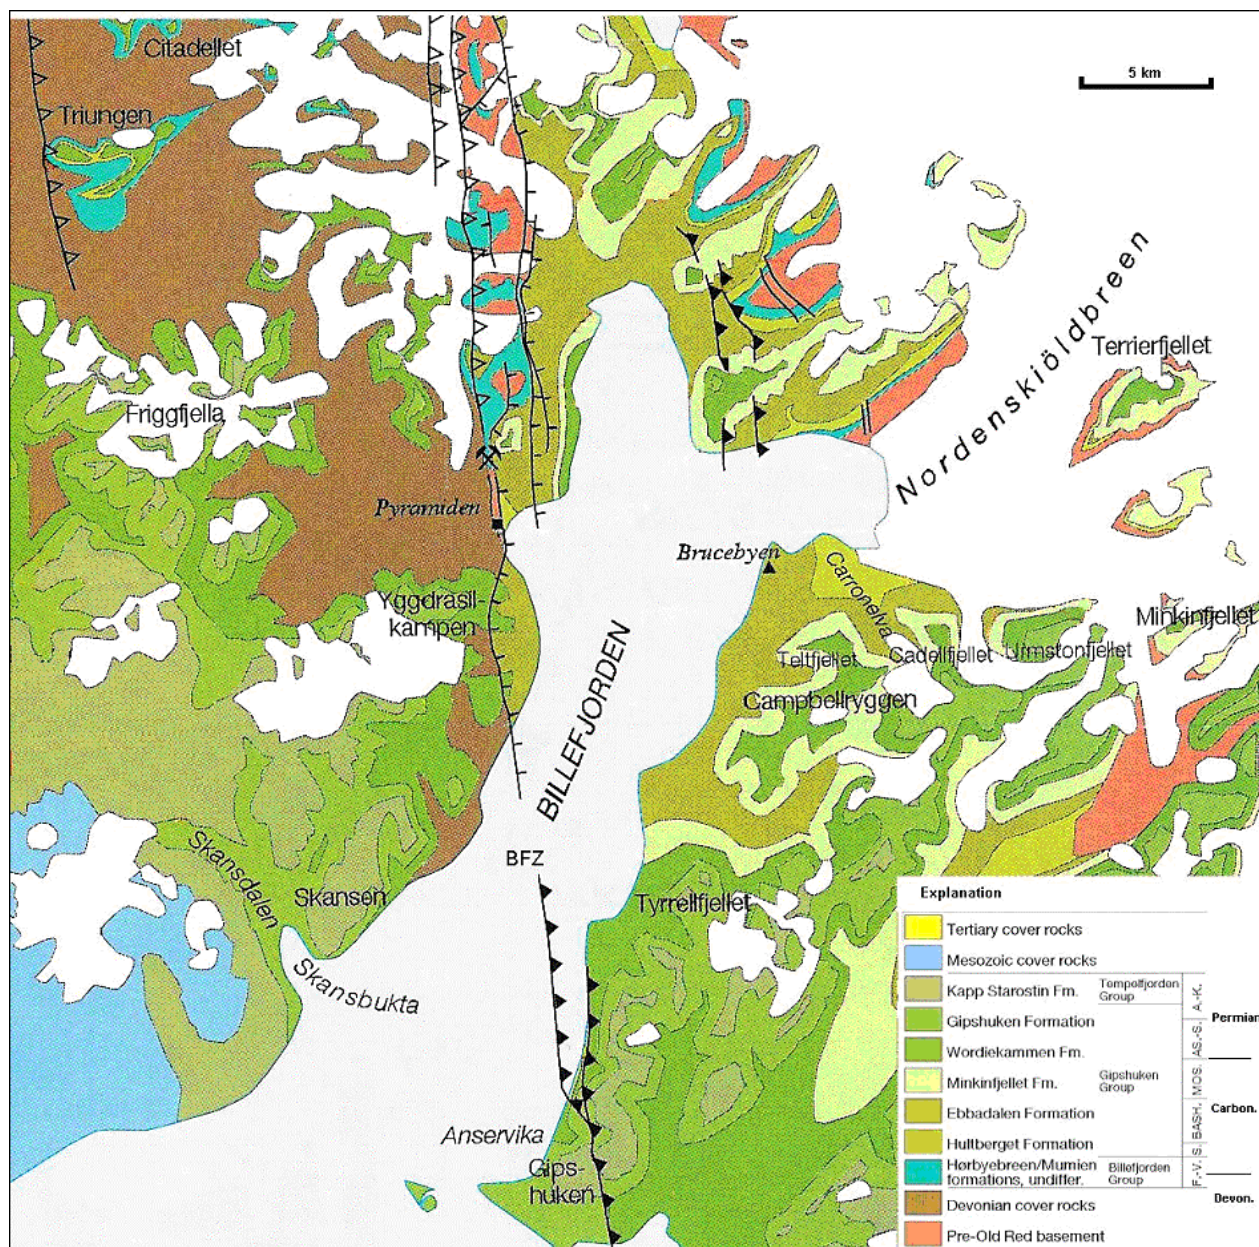 Citadellet
5 km
Triungen
Nordenskiöldbreen
Terrierfjellet
Friggfjella
Pyramiden
Brucebyen
Carronelva
Yggdrasil-
kampen
Minkinfjellet
Teltfjellet
Cadellfjellet
Urmstonfjellet
Campbellryggen
BILLEFJORDEN
BFZ
Skansdalen
Skansen
Tyrrellfjellet
Skansbukta
Anservika
Gips-
huken
Explanation
Tertiary cover rocks
Mesozoic cover rocks
Kapp Starostin Fm.
Tempelfjorden
Group
A.-K.
Gipshuken Formation
Permian
AS.-S.
Wordiekammen Fm.
Minkinfjellet Fm.
Gipshuken
Group
MOS.
Ebbadalen Formation
BASH.
Carbon.
Hultberget Formation
S.
Hørbyebreen/Mumien
formations, undiffer.
Billefjorden
Group
F.-V.
Devonian cover rocks
Devon.
Pre-Old Red basement